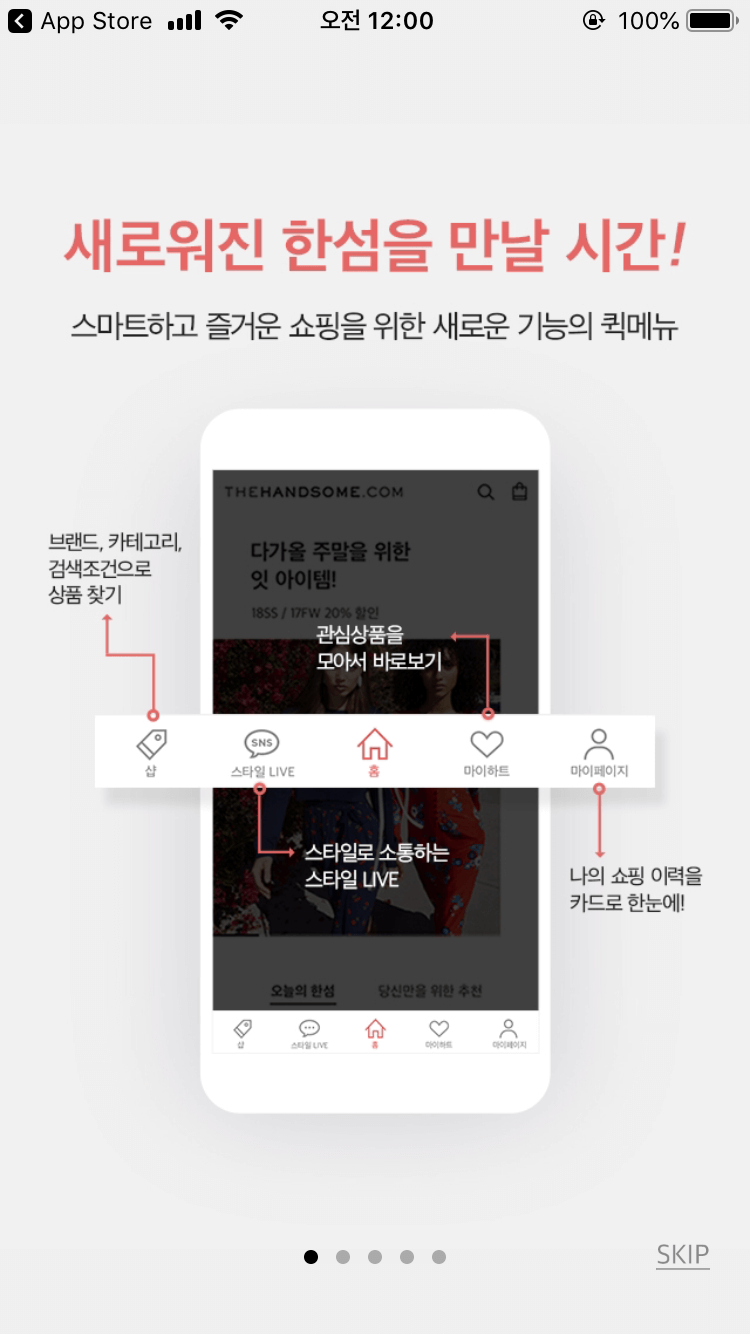 App Store
오전 12:00
100%
새로워진 한섬을 만날 시간!
스마트하고 즐거운 쇼핑을 위한 새로운 기능의 퀵메뉴
THEHANDSOME.COM
다가올 주말을 위한
잇 아이템!
18SS / 17FW 20% 할인
브랜드, 카테고리,
검색조건으로
상품 찾기
관심상품을
모아서 바로보기
샵
SNS
스타일 LIVE
홈
마이하트
마이페이지
스타일로 소통하는
스타일 LIVE
나의 쇼핑 이력을
카드로 한눈에!
오늘의 한섬
당신만을 위한 추천
샵
스타일 LIVE
홈
마이하트
마이페이지
SKIP